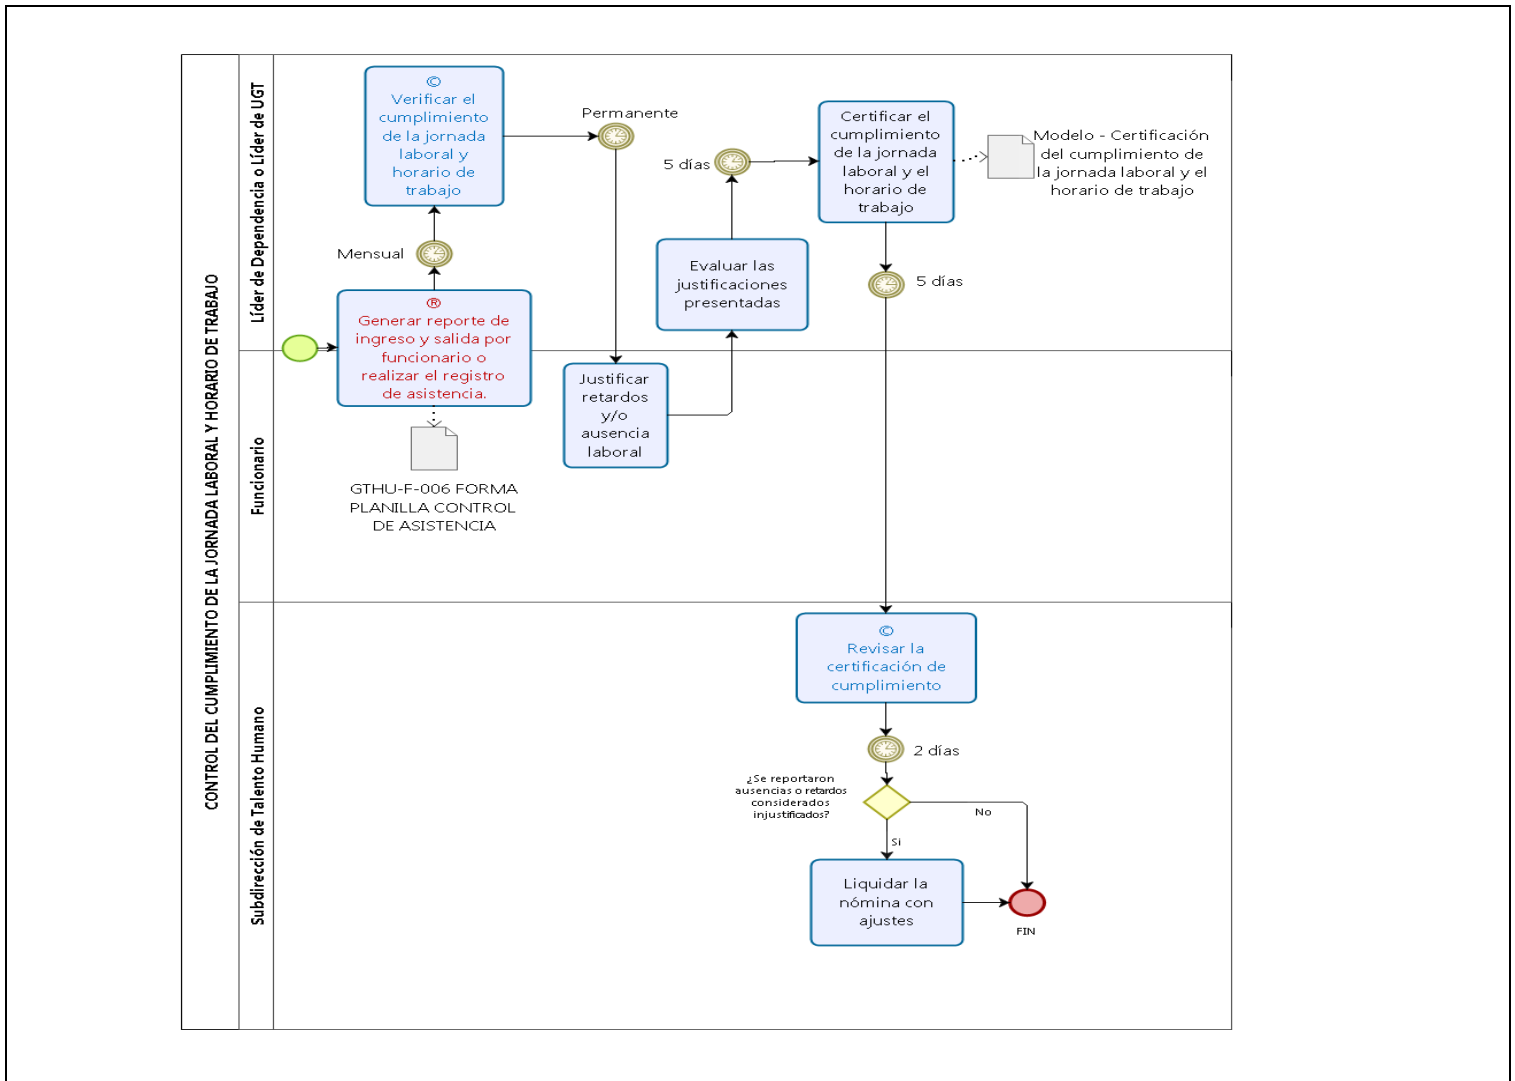 CONTROL DEL CUMPLIMIENTO DE LA JORNADA LABORAL Y HORARIO DE TRABAJO
Líder de Dependencia o Líder de UGT
©
Verificar el
cumplimiento
de la jornada
laboral y
horario de
trabajo
Permanente
Mensual
®
Generar reporte de
ingreso y salida por
funcionario o
realizar el registro
de asistencia.
5 días
Evaluar las
justificaciones
presentadas
Certificar el
cumplimiento
de la jornada
laboral y el
horario de
trabajo
Modelo - Certificación
del cumplimiento de
la jornada laboral y el
horario de trabajo
5 días
Funcionario
GTHU-F-006 FORMA
PLANILLA CONTROL
DE ASISTENCIA
Justificar
retardos
y/o
ausencia
laboral
Subdirección de Talento Humano
©
Revisar la
certificación de
cumplimiento
2 días
¿Se reportaron
ausencias o retardos
considerados
injustificados?
No
Si
Liquidar la
nómina con
ajustes
FIN